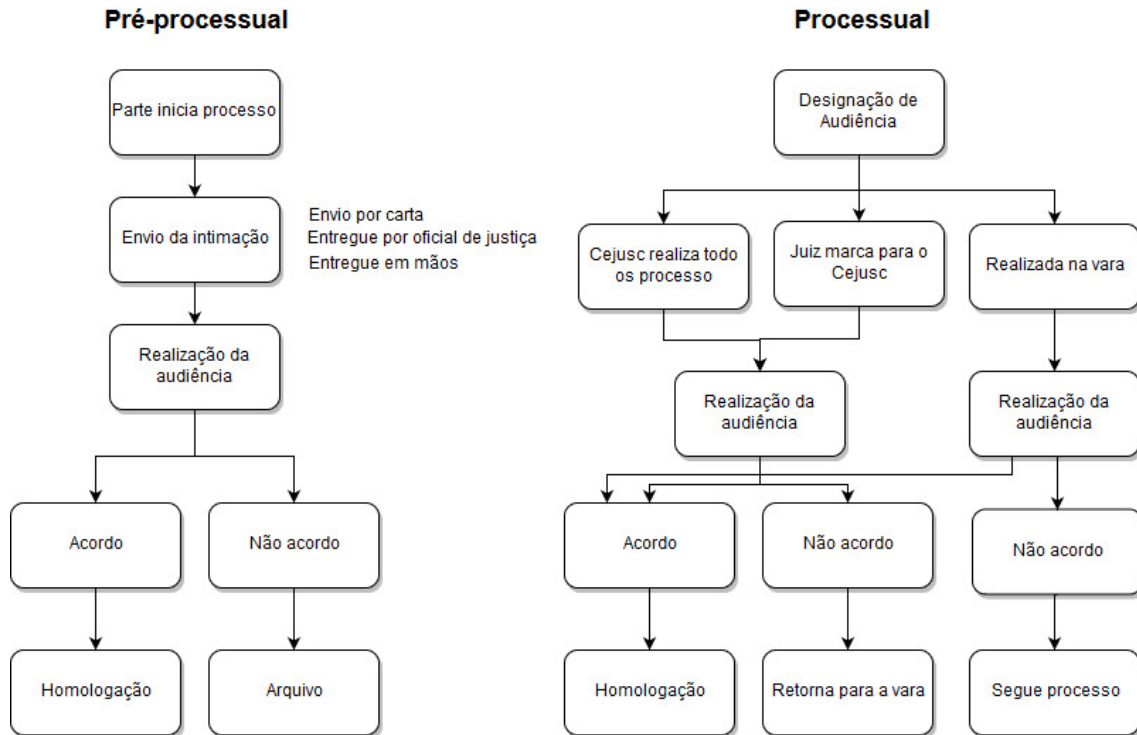 Pré-processual
Parte inicia processo
Envio da intimação
Envio por carta
Entregue por oficial de justiça
Entregue em mãos
Realização da
audiência
Acordo
Não acordo
Homologação
Arquivo
Processual
Designação de
Audiência
Cejusc realiza todo
os processo
Juiz marca para o
Cejusc
Realizada na vara
Realização da
audiência
Realização da
audiência
Acordo
Não acordo
Não acordo
Homologação
Retorna para a vara
Segue processo